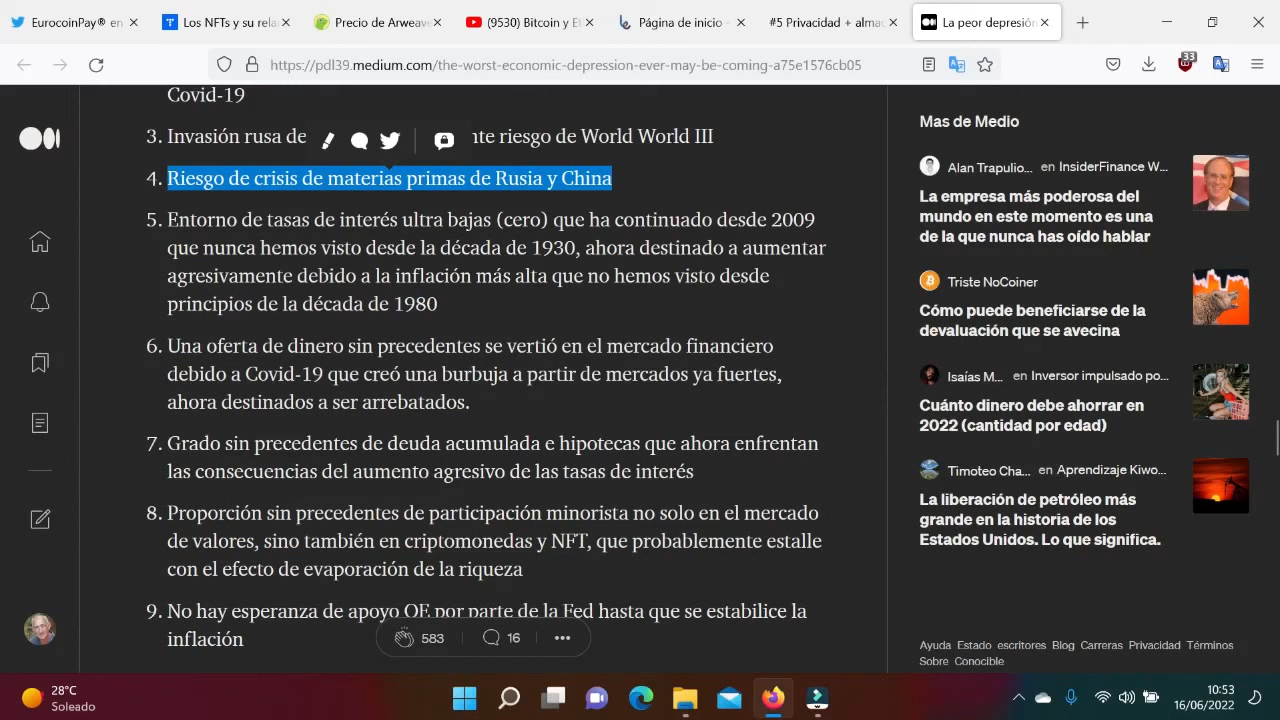 EurocoinPay® en
Los NFTs y su rela
Precio de Arweave
(9530) Bitcoin y E
Página de inicio
#5 Privacidad + alma
La peor depresión
https://pdl39.medium.com/the-worst-economic-depression-ever-may-be-coming-a75e1576cb05
33
Covid-19
3. Invasión rusa de
nte riesgo de World World III
4. Riesgo de crisis de materias primas de Rusia y China
5. Entorno de tasas de interés ultra bajas (cero) que ha continuado desde 2009
que nunca hemos visto desde la década de 1930, ahora destinado a aumentar
agresivamente debido a la inflación más alta que no hemos visto desde
principios de la década de 1980
6. Una oferta de dinero sin precedentes se vertió en el mercado financiero
debido a Covid-19 que creó una burbuja a partir de mercados ya fuertes,
ahora destinados a ser arrebatados.
7. Grado sin precedentes de deuda acumulada e hipotecas que ahora enfrentan
las consecuencias del aumento agresivo de las tasas de interés
8. Proporción sin precedentes de participación minorista no solo en el mercado
de valores, sino también en criptomonedas y NFT, que probablemente estalle
con el efecto de evaporación de la riqueza
9. No hay esperanza de apoyo QE por parte de la Fed hasta que se estabilice la
inflación
583
16
Mas de Medio
Alan Trapulio... en InsiderFinance W...
La empresa más poderosa del
mundo en este momento es una
de la que nunca has oído hablar
Triste NoCoiner
Cómo puede beneficiarse de la
devaluación que se avecina
Isaías M... en Inversor impulsado po...
Cuánto dinero debe ahorrar en
2022 (cantidad por edad)
Timoteo Cha... en Aprendizaje Kiwo...
La liberación de petróleo más
grande en la historia de los
Estados Unidos. Lo que significa.
Ayuda Estado escritores Blog Carreras Privacidad Términos
Sobre Conocible
28°C
Soleado
10:53
16/06/2022